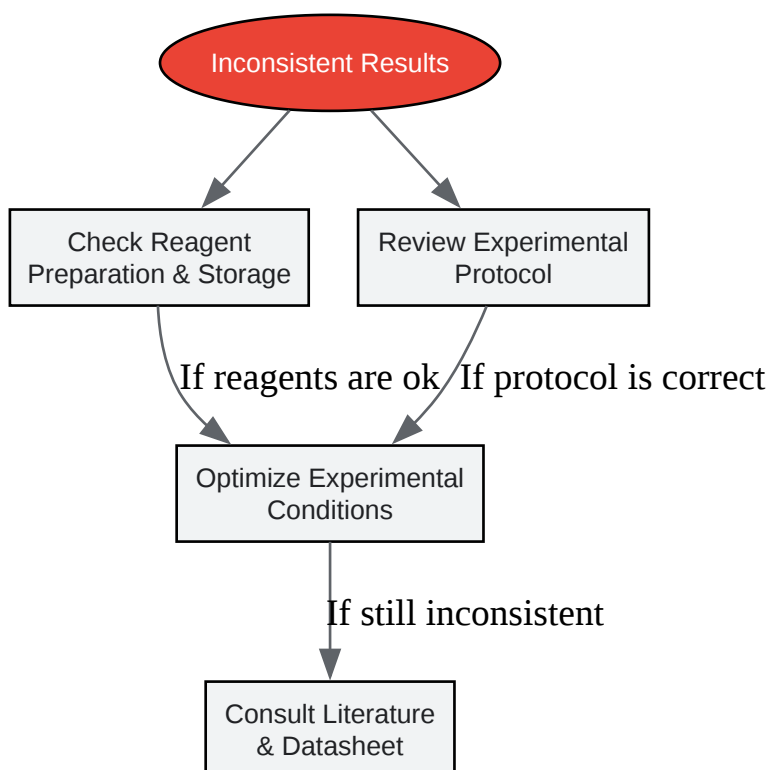 Inconsistent Results
Check Reagent
Preparation & Storage
Review Experimental
Protocol
If reagents are ok
If protocol is correct
Optimize Experimental
Conditions
If still inconsistent
Consult Literature
& Datasheet